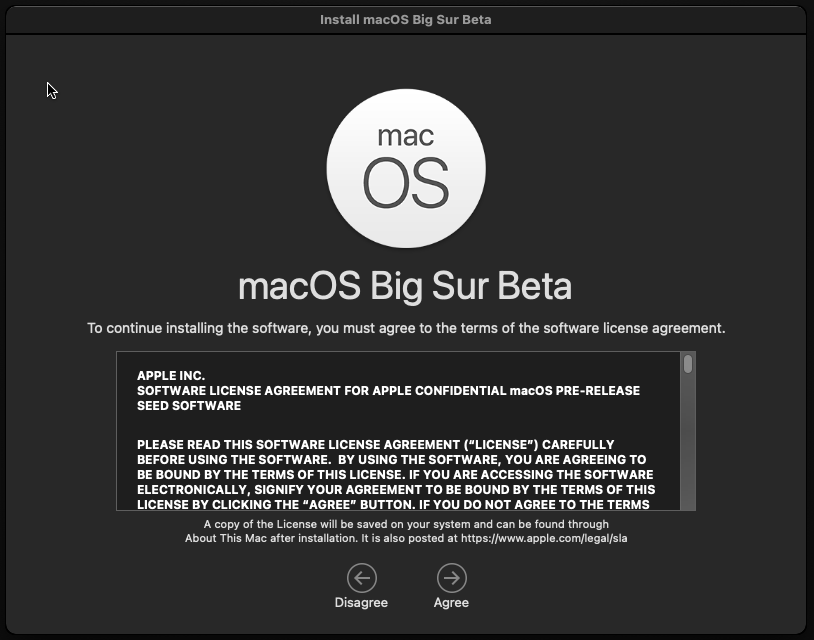 Install macOS Big Sur Beta
mac
OS
macOS Big Sur Beta
To continue installing the software, you must agree to the terms of the software license agreement.
APPLE INC.
SOFTWARE LICENSE AGREEMENT FOR APPLE CONFIDENTIAL macOS PRE-RELEASE
SEED SOFTWARE
PLEASE READ THIS SOFTWARE LICENSE AGREEMENT (“LICENSE”) CAREFULLY
BEFORE USING THE SOFTWARE.  BY USING THE SOFTWARE, YOU ARE AGREEING TO
BE BOUND BY THE TERMS OF THIS LICENSE. IF YOU ARE ACCESSING THE SOFTWARE
ELECTRONICALLY, SIGNIFY YOUR AGREEMENT TO BE BOUND BY THE TERMS OF THIS
LICENSE BY CLICKING THE “AGREE” BUTTON. IF YOU DO NOT AGREE TO THE TERMS
A copy of the License will be saved on your system and can be found through
About This Mac after installation. It is also posted at https://www.apple.com/legal/sla
Disagree
Agree